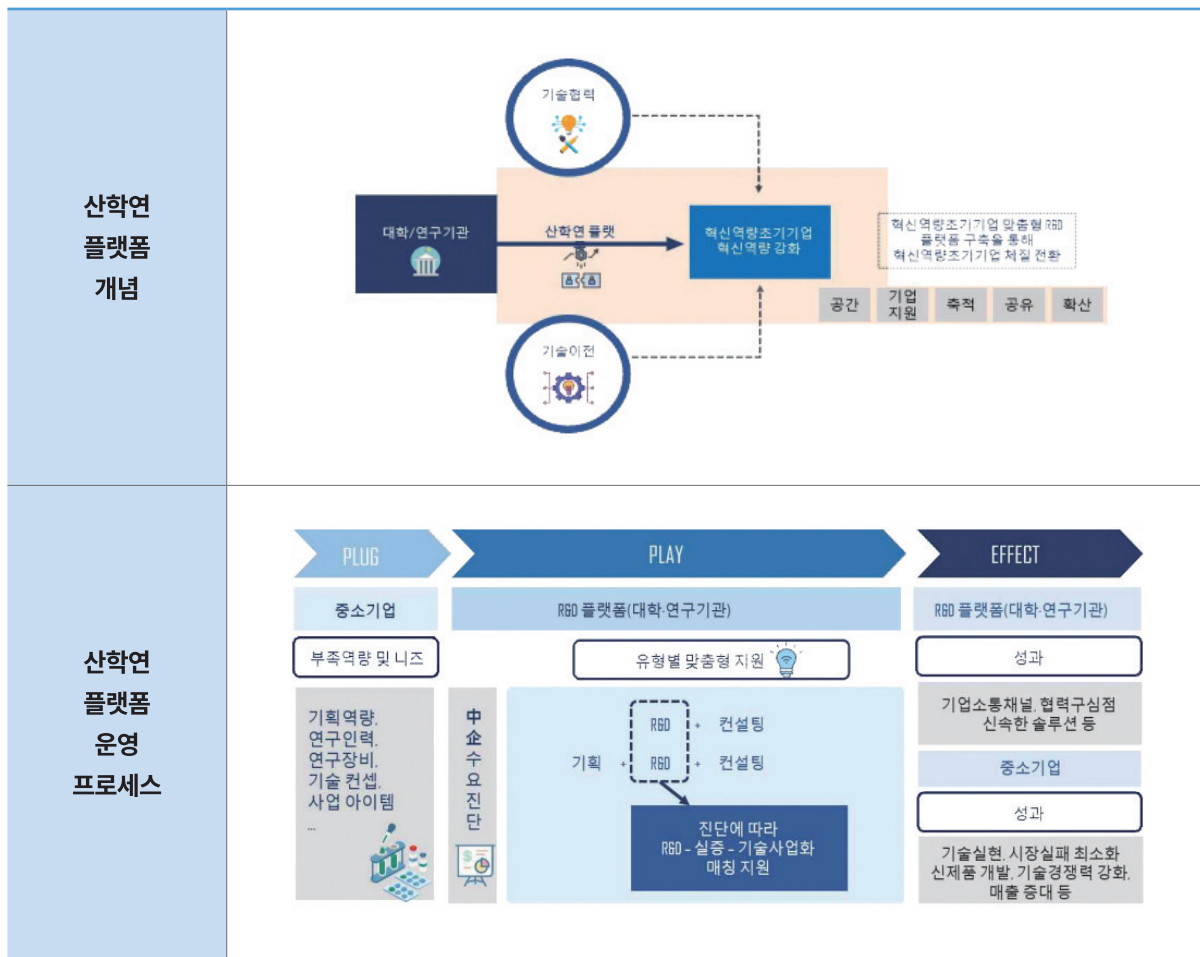 산학연
플랫폼
개념
기술협력
대학/연구기관
산학연 플랫
혁신역량조기기업
혁신역량 강화
혁신역량조기기업 맞춤형 R&D
플랫폼 구축을 통해
혁신역량조기기업 체질 전환
공간
기업
지원
축적
공유
확산
기술이전
산학연
플랫폼
운영
프로세스
PLUG
PLAY
EFFECT
중소기업
R&D 플랫폼(대학·연구기관)
R&D 플랫폼(대학·연구기관)
부족역량 및 니즈
유형별 맞춤형 지원
성과
기획역량,
연구인력,
연구장비,
기술 컨셉,
사업 아이템
...
中
企
수
요
진
단
R&D + 컨설팅
기획 + R&D + 컨설팅
진단에 따라
R&D – 실증 – 기술사업화
매칭 지원
기업소통채널, 협력구심점
신속한 솔루션 등
중소기업
성과
기술실현, 시장실패 최소화
신제품 개발, 기술경쟁력 강화,
매출 증대 등